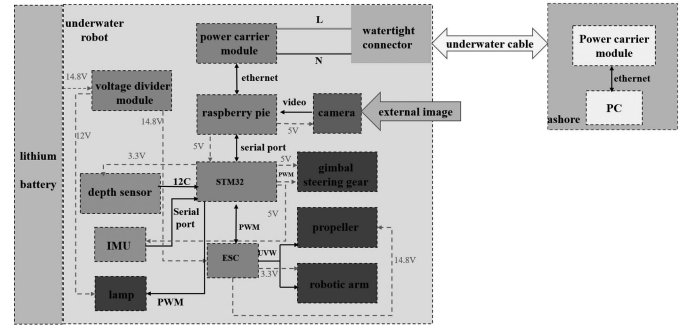 underwater
robot
L
N
power carrier
module
watertight
connector
underwater cable
Power carrier
module
ethernet
PC
ashore
14.8V
voltage divider
module
ethernet
12V
14.8V
raspberry pie
video
5V
camera
external image
5V
serial port
3.3V
lithium
battery
depth sensor
12C
STM32
5V
PWM
gimbal
steering gear
Serial
port
5V
IMU
PWM
propeller
ESC
UVW
3.3V
14.8V
robotic arm
lamp
PWM